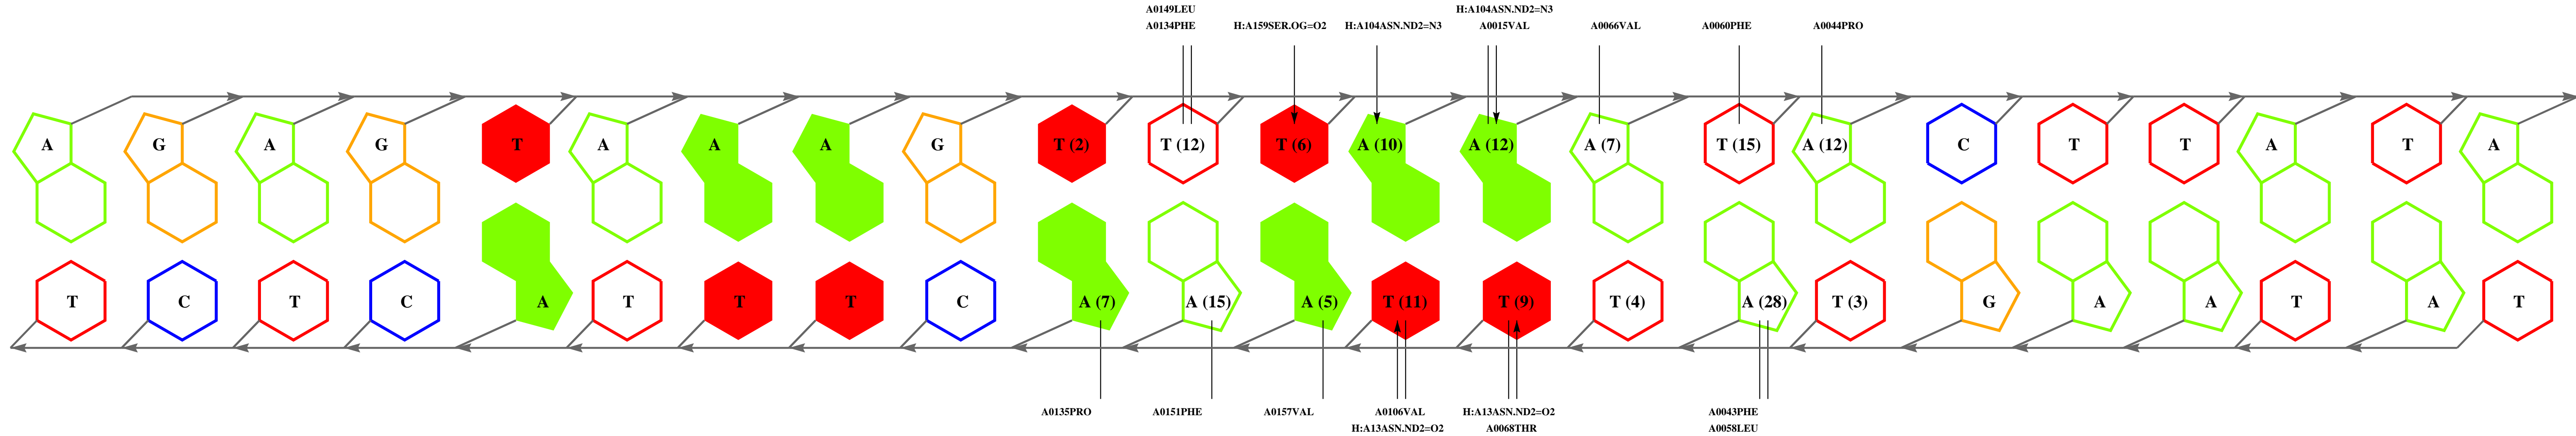 A0149LEU H:A104ASN.ND2=N3
A0134PHE H:A159SER.OG=O2 H:A104ASN.ND2=N3 A0015VAL A0066VAL A0060PHE A0044PRO
A G A G T A A A G T (2) T (12) T (6) A (10) A (12) A (7) T (15) A (12) C T T A T A
T C T C A T T T C A (7) A (15) A (5) T (11) T (9) T (4) A (28) T (3) G A A T A T
A0135PRO A0151PHE A0157VAL A0106VAL H:A13ASN.ND2=O2 A0043PHE
H:A13ASN.ND2=O2 A0068THR A0058LEU